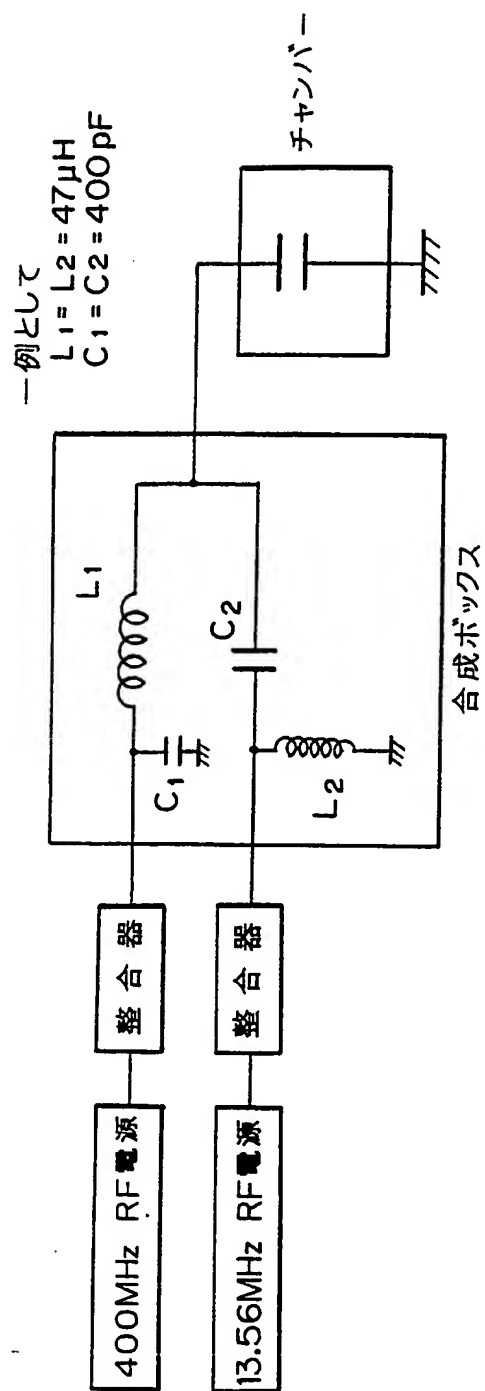 一例として
L1=L2=47μH
C1=C2=400pF
400MHz RF電源
整合器
13.56MHz RF電源
整合器
L1
C1
C2
L2
合成ボックス
チャンバー